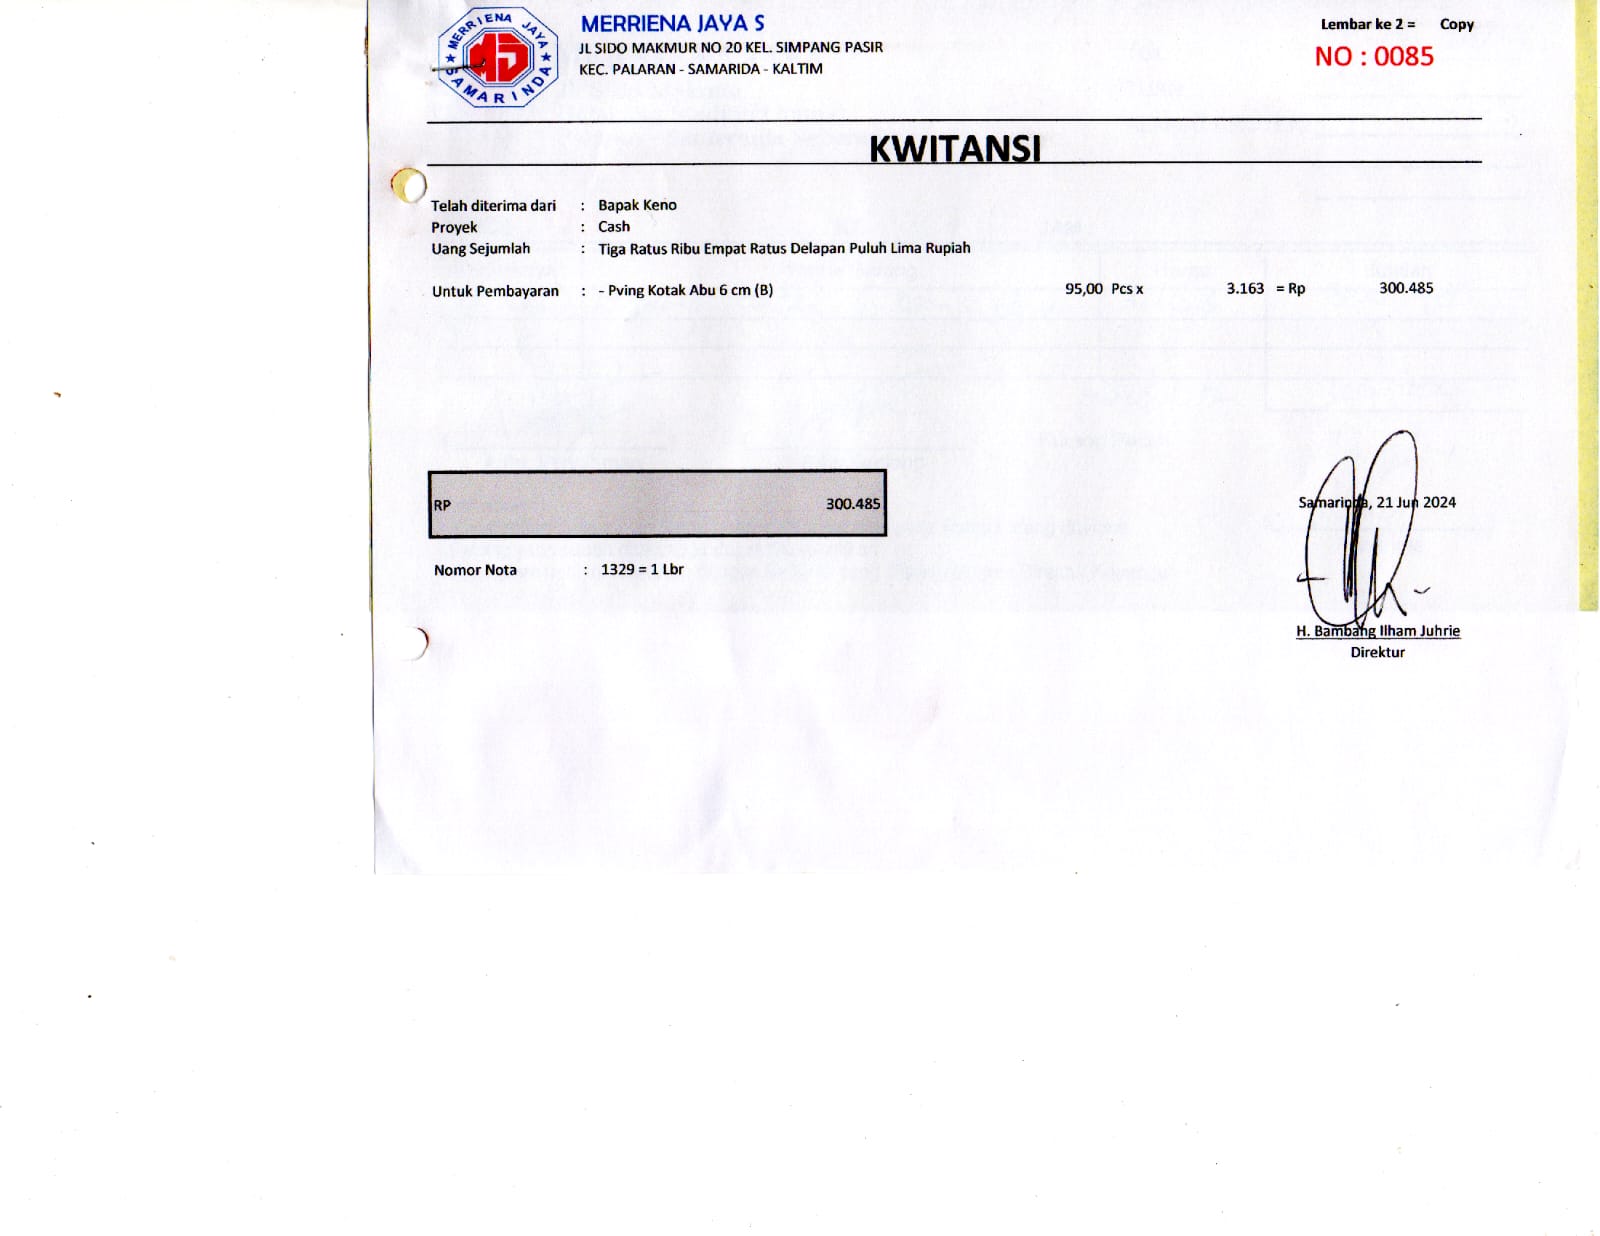 MERRIENA JAYA
SAMARINDA
MERRIENA JAYA S
JL SIDO MAKMUR NO 20 KEL. SIMPANG PASIR
KEC. PALARAN - SAMARIDA - KALTIM
Lembar ke 2 = Copy
NO : 0085
KWITANSI
Telah diterima dari : Bapak Keno
Proyek : Cash
Uang Sejumlah : Tiga Ratus Ribu Empat Ratus Delapan Puluh Lima Rupiah
Untuk Pembayaran : - Pving Kotak Abu 6 cm (B) 95,00 Pcs x 3.163 = Rp 300.485
RP 300.485
Samarinda, 21 Jun 2024
Nomor Nota : 1329 = 1 Lbr
H. Bambang Ilham Juhrie
Direktur